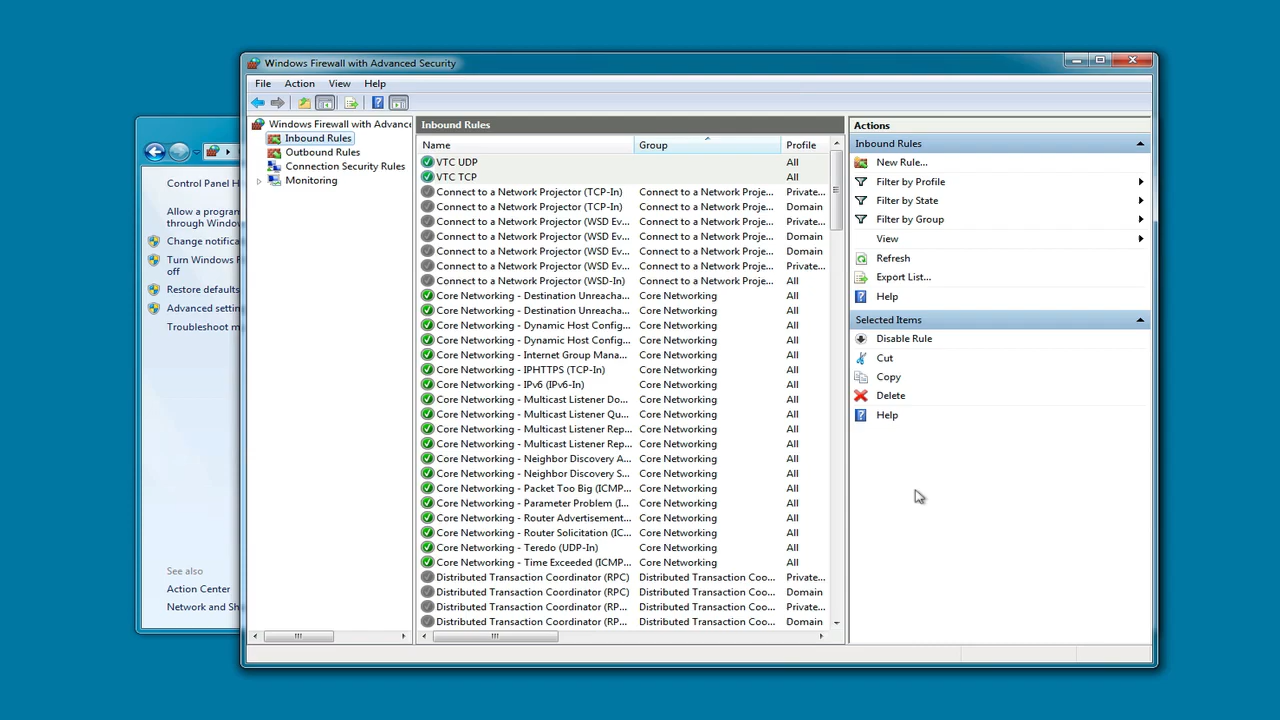 Windows Firewall with Advanced Security
File Action View Help
Control Panel H
Allow a program
through Windo
Change notifica
Turn Windows F
off
Restore defaults
Advanced settin
Troubleshoot m
See also
Action Center
Network and Sh
Windows Firewall with Advanc
Inbound Rules
Outbound Rules
Connection Security Rules
Monitoring
Inbound Rules
Name Group Profile
VTC UDP All
VTC TCP All
Connect to a Network Projector (TCP-In) Connect to a Network Proje... Private...
Connect to a Network Projector (TCP-In) Connect to a Network Proje... Domain
Connect to a Network Projector (WSD Ev... Connect to a Network Proje... Private...
Connect to a Network Projector (WSD Ev... Connect to a Network Proje... Domain
Connect to a Network Projector (WSD Ev... Connect to a Network Proje... Domain
Connect to a Network Projector (WSD Ev... Connect to a Network Proje... Private...
Connect to a Network Projector (WSD-In) Connect to a Network Proje... All
Core Networking - Destination Unreacha... Core Networking All
Core Networking - Destination Unreacha... Core Networking All
Core Networking - Dynamic Host Config... Core Networking All
Core Networking - Dynamic Host Config... Core Networking All
Core Networking - Internet Group Mana... Core Networking All
Core Networking - IPHTTPS (TCP-In) Core Networking All
Core Networking - IPv6 (IPv6-In) Core Networking All
Core Networking - Multicast Listener Do... Core Networking All
Core Networking - Multicast Listener Qu... Core Networking All
Core Networking - Multicast Listener Rep... Core Networking All
Core Networking - Multicast Listener Rep... Core Networking All
Core Networking - Neighbor Discovery A... Core Networking All
Core Networking - Neighbor Discovery S... Core Networking All
Core Networking - Packet Too Big (ICMP... Core Networking All
Core Networking - Parameter Problem (I... Core Networking All
Core Networking - Router Advertisement... Core Networking All
Core Networking - Router Solicitation (IC... Core Networking All
Core Networking - Teredo (UDP-In) Core Networking All
Core Networking - Time Exceeded (ICMP... Core Networking All
Distributed Transaction Coordinator (RPC) Distributed Transaction Coo... Private...
Distributed Transaction Coordinator (RPC) Distributed Transaction Coo... Domain
Distributed Transaction Coordinator (RP... Distributed Transaction Coo... Private...
Distributed Transaction Coordinator (RP... Distributed Transaction Coo... Domain
Actions
Inbound Rules
New Rule...
Filter by Profile
Filter by State
Filter by Group
View
Refresh
Export List...
Help
Selected Items
Disable Rule
Cut
Copy
Delete
Help